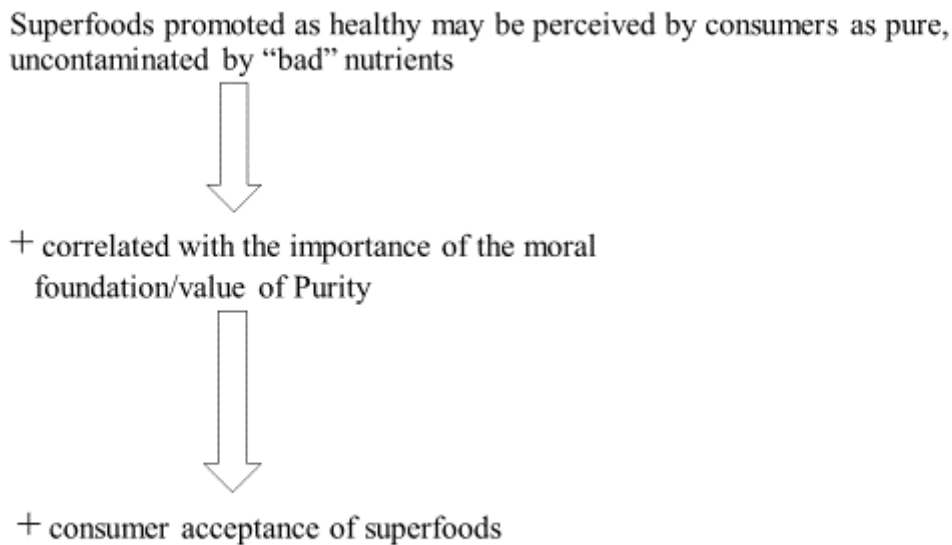 Superfoods promoted as healthy may be perceived by consumers as pure,
uncontaminated by “bad” nutrients
+ correlated with the importance of the moral
foundation/value of Purity
+ consumer acceptance of superfoods